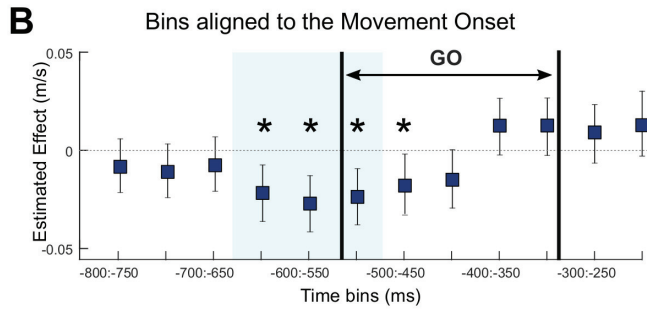 B
Bins aligned to the Movement Onset
GO
* * * *
0.05
0
-0.05
Estimated Effect (m/s)
-800:-750 -700:-650 -600:-550 -500:-450 -400:-350 -300:-250
Time bins (ms)